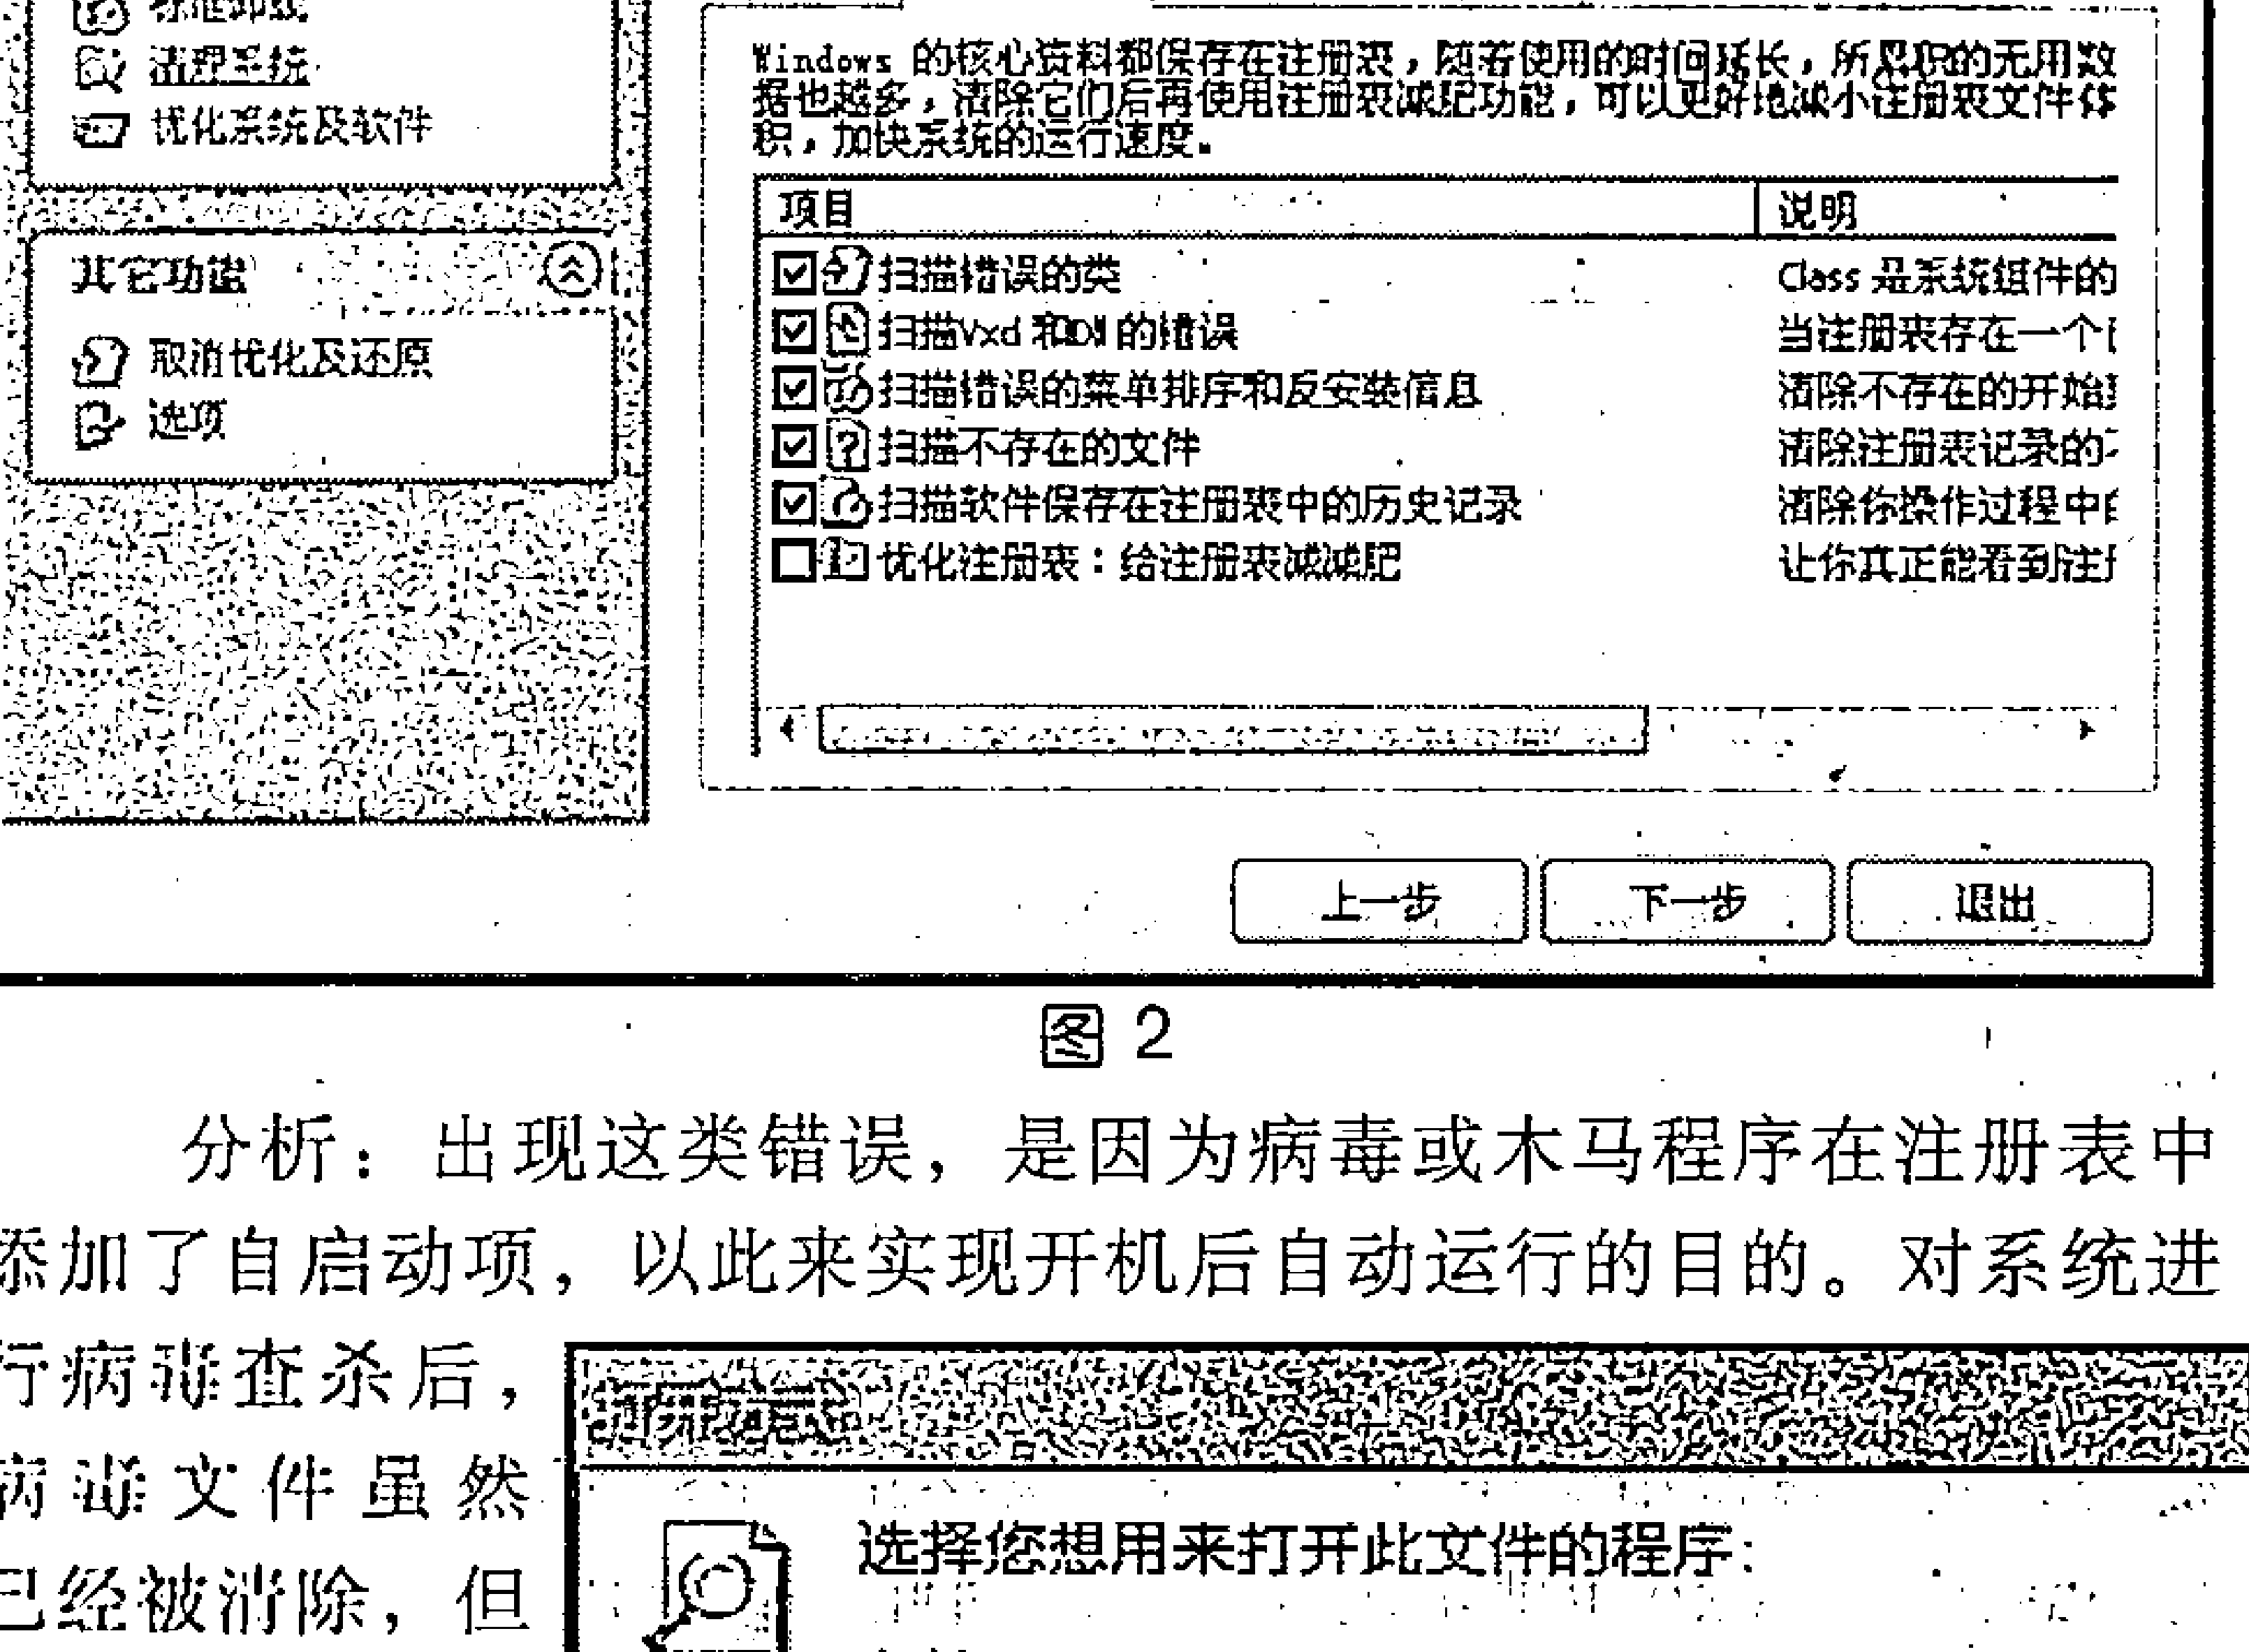 清理系统
优化系统及软件
其它功能
取消优化及还原
选项
Windows 的核心资料都保存在注册表，随着使用的时间延长，所累积的无用数
据也越多，清除它们后再使用注册表减肥功能，可以更好地减小注册表文件体
积，加快系统的运行速度。
项目 说明
扫描错误的类 Class 是系统组件的
扫描Vxd 和Dll 的错误 当注册表存在一个
扫描错误的菜单排序和反安装信息 清除不存在的开始
扫描不存在的文件 清除注册表记录的
扫描软件保存在注册表中的历史记录 清除你操作过程中
优化注册表：给注册表减减肥 让你真正能看到注
上一步 下一步 退出
图 2
分析：出现这类错误，是因为病毒或木马程序在注册表中
添加了自启动项，以此来实现开机后自动运行的目的。对系统进
行病毒查杀后，
病毒文件虽然
已经被消除，但
打开方式
选择您想用来打开此文件的程序: